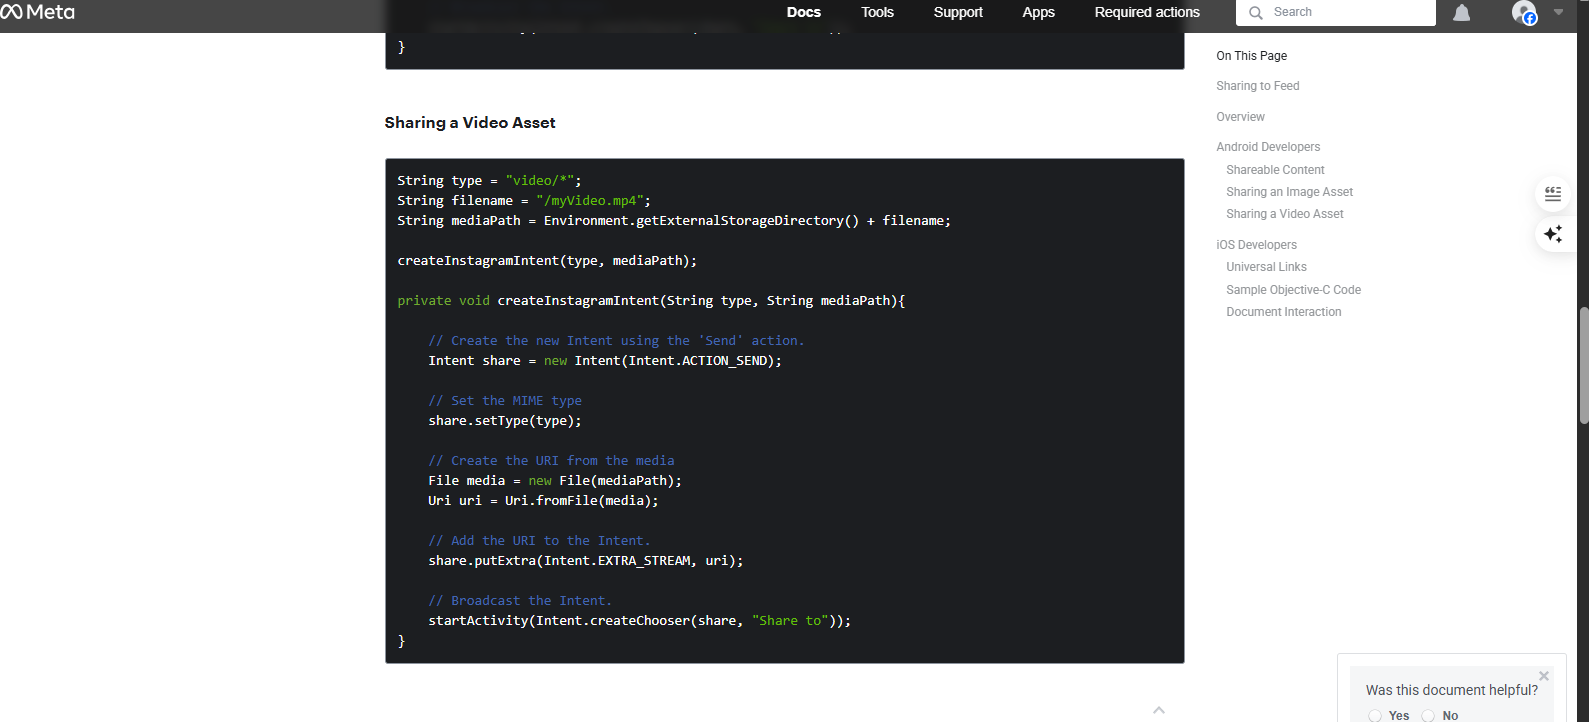 Meta
Docs
Tools
Support
Apps
Required actions
Search
}
Sharing a Video Asset
String type = "video/*";
String filename = "/myVideo.mp4";
String mediaPath = Environment.getExternalStorageDirectory() + filename;
createInstagramIntent(type, mediaPath);
private void createInstagramIntent(String type, String mediaPath){
// Create the new Intent using the 'Send' action.
Intent share = new Intent(Intent.ACTION_SEND);
// Set the MIME type
share.setType(type);
// Create the URI from the media
File media = new File(mediaPath);
Uri uri = Uri.fromFile(media);
// Add the URI to the Intent.
share.putExtra(Intent.EXTRA_STREAM, uri);
// Broadcast the Intent.
startActivity(Intent.createChooser(share, "Share to"));
}
On This Page
Sharing to Feed
Overview
Android Developers
Shareable Content
Sharing an Image Asset
Sharing a Video Asset
iOS Developers
Universal Links
Sample Objective-C Code
Document Interaction
Was this document helpful?
Yes
No